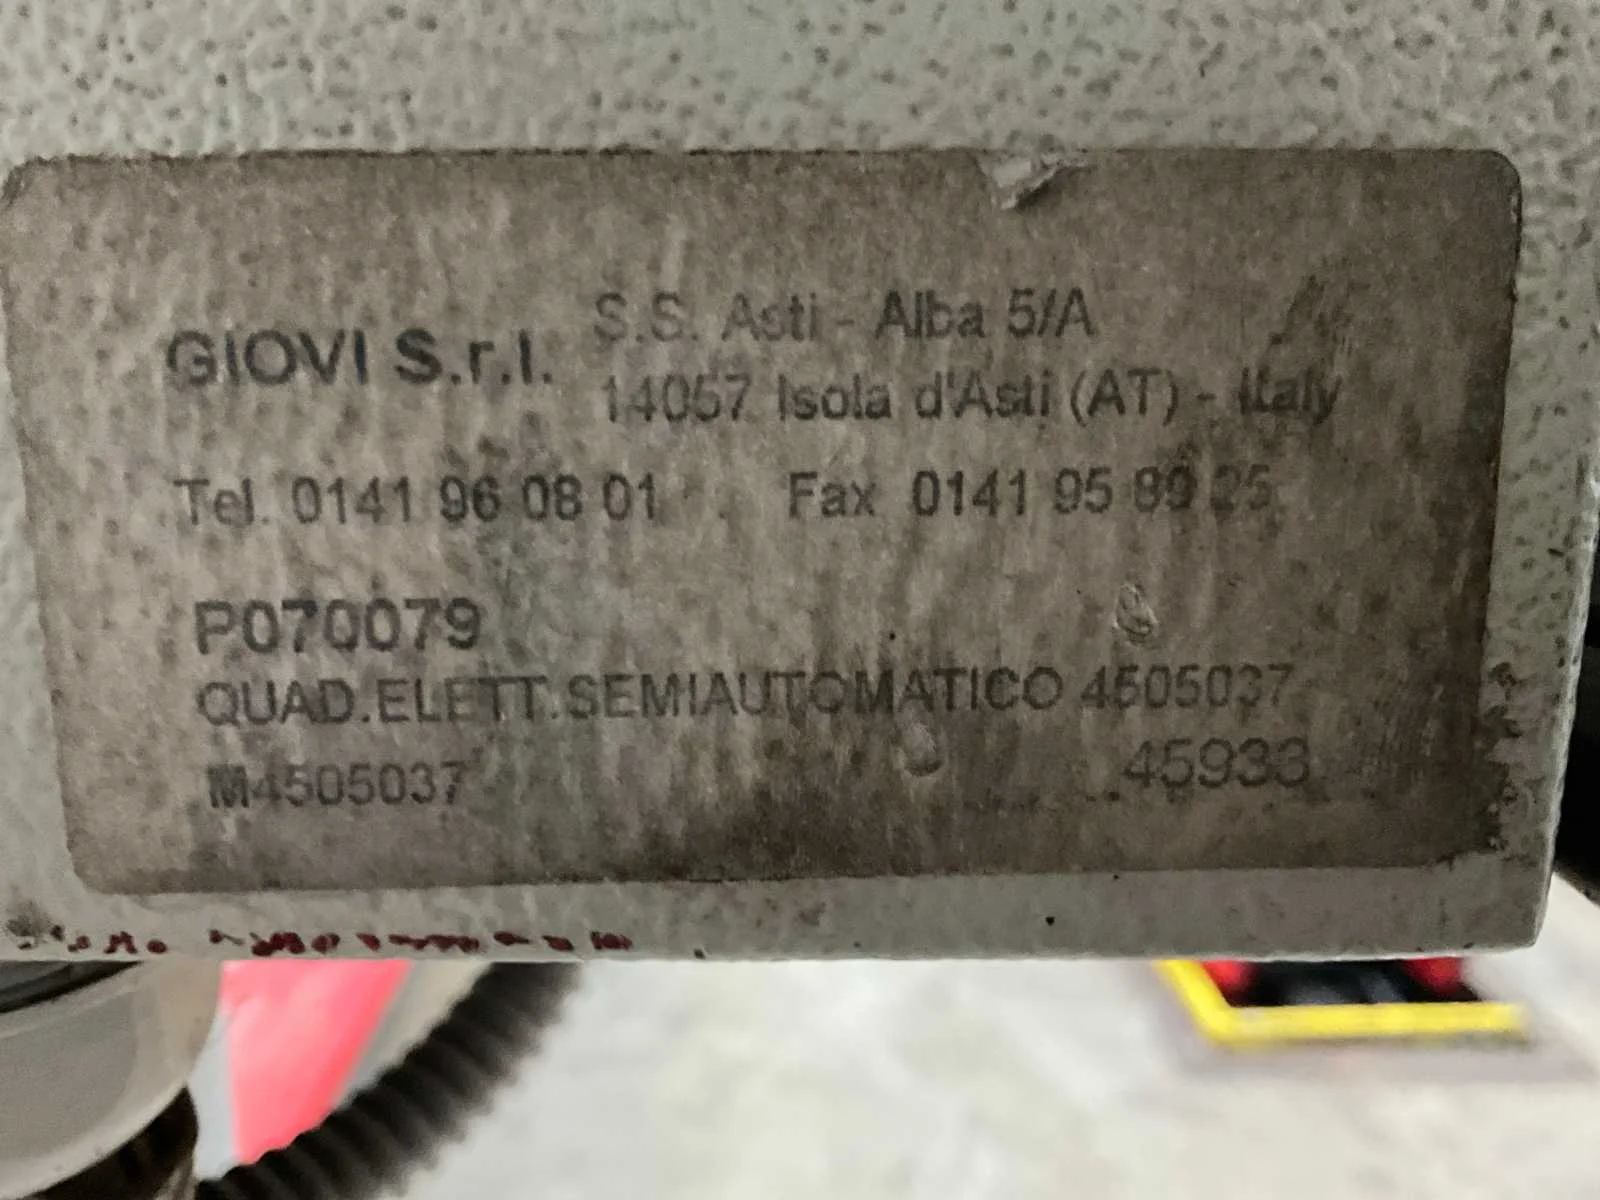 GIOVI S.r.l.
S.S. Asti - Alba 5/A
14057 Isola d'Asti (AT) - Italy
Tel. 0141 96 08 01 Fax 0141 95 89 25
P070079
QUAD.ELETT.SEMIAUTOMATICO 4505037
M4505037 45933